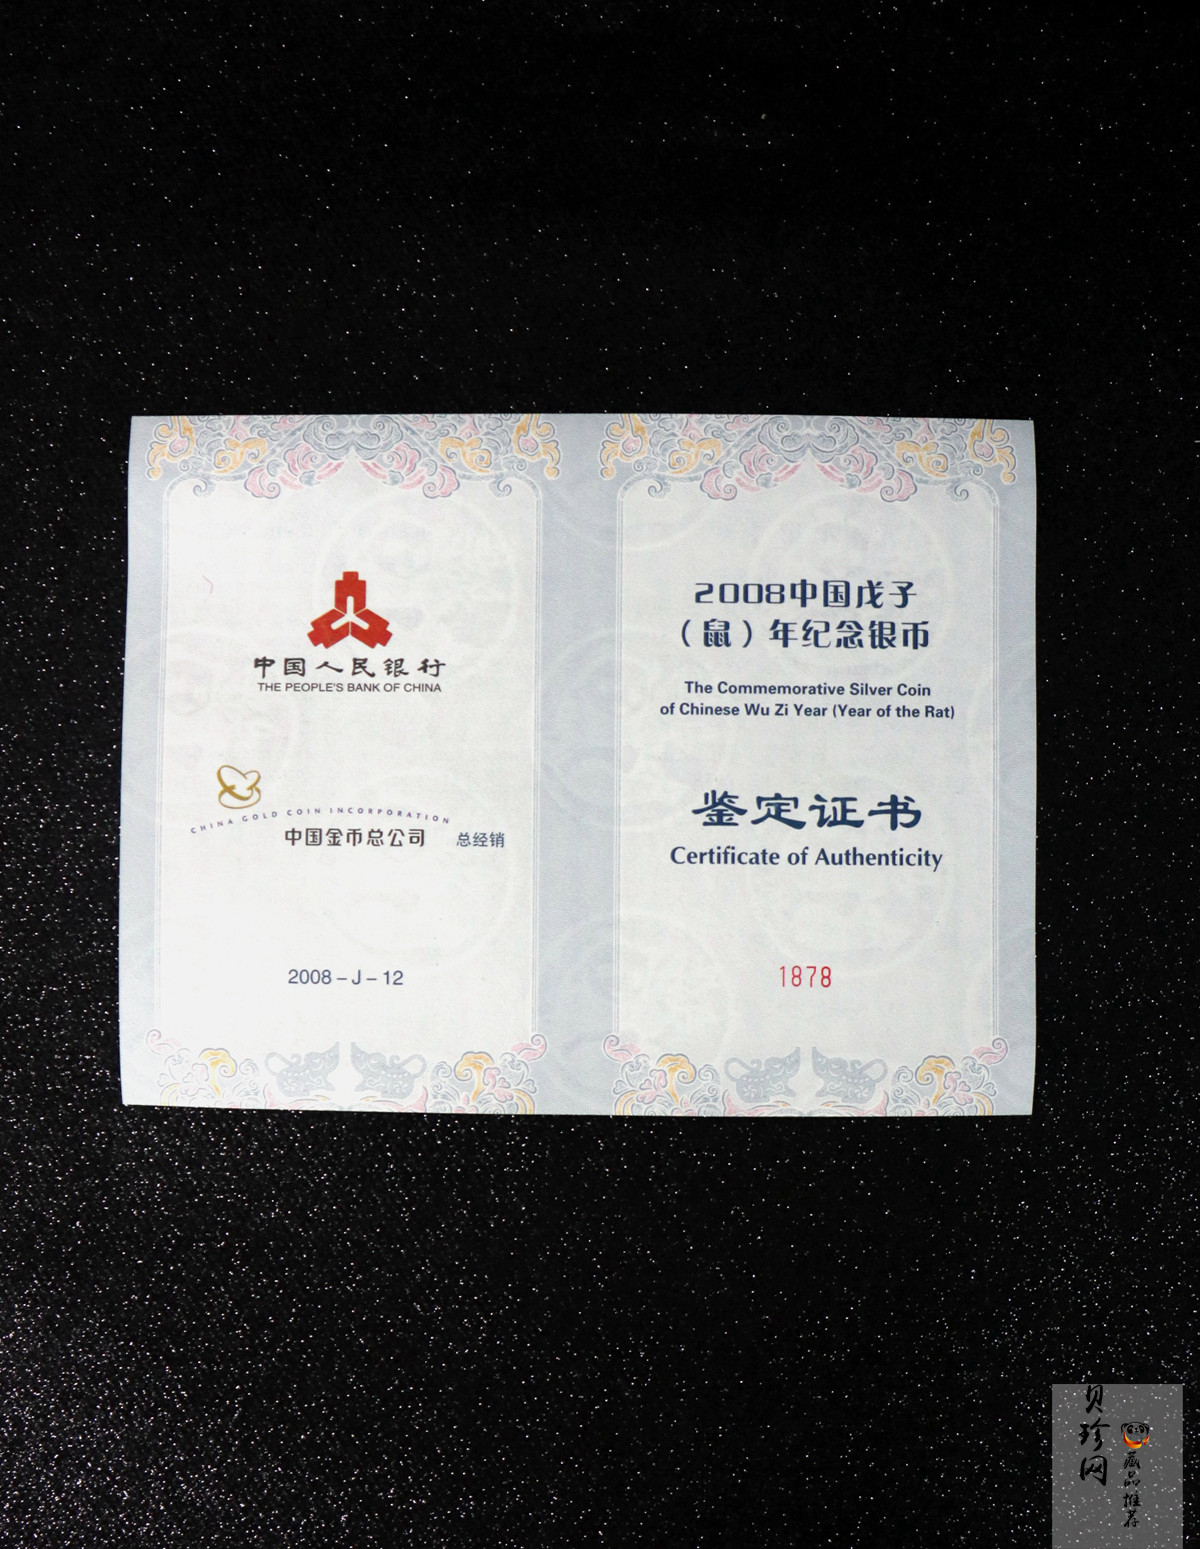 中国人民银行
THE PEOPLE'S BANK OF CHINA
CHINA GOLD COIN INCORPORATION
中国金币总公司 总经销
2008-J-12
2008中国戊子
（鼠）年纪念银币
The Commemorative Silver Coin
of Chinese Wu Zi Year (Year of the Rat)
鉴定证书
Certificate of Authenticity
1878
贝珍网
藏品推荐